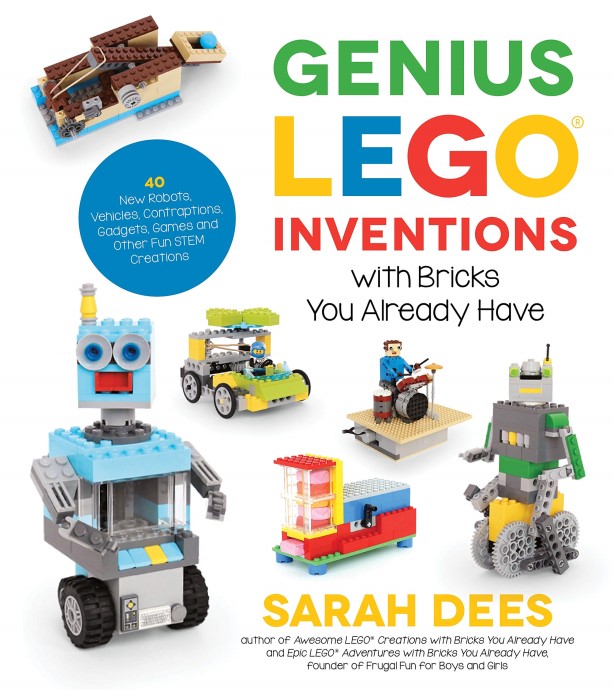 GENIUS
LEGO®
INVENTIONS
with Bricks
You Already Have
40
New Robots,
Vehicles, Contraptions,
Gadgets, Games and
Other Fun STEM
Creations
SARAH DEES
author of Awesome LEGO® Creations with Bricks You Already Have
and Epic LEGO® Adventures with Bricks You Already Have,
founder of Frugal Fun for Boys and Girls